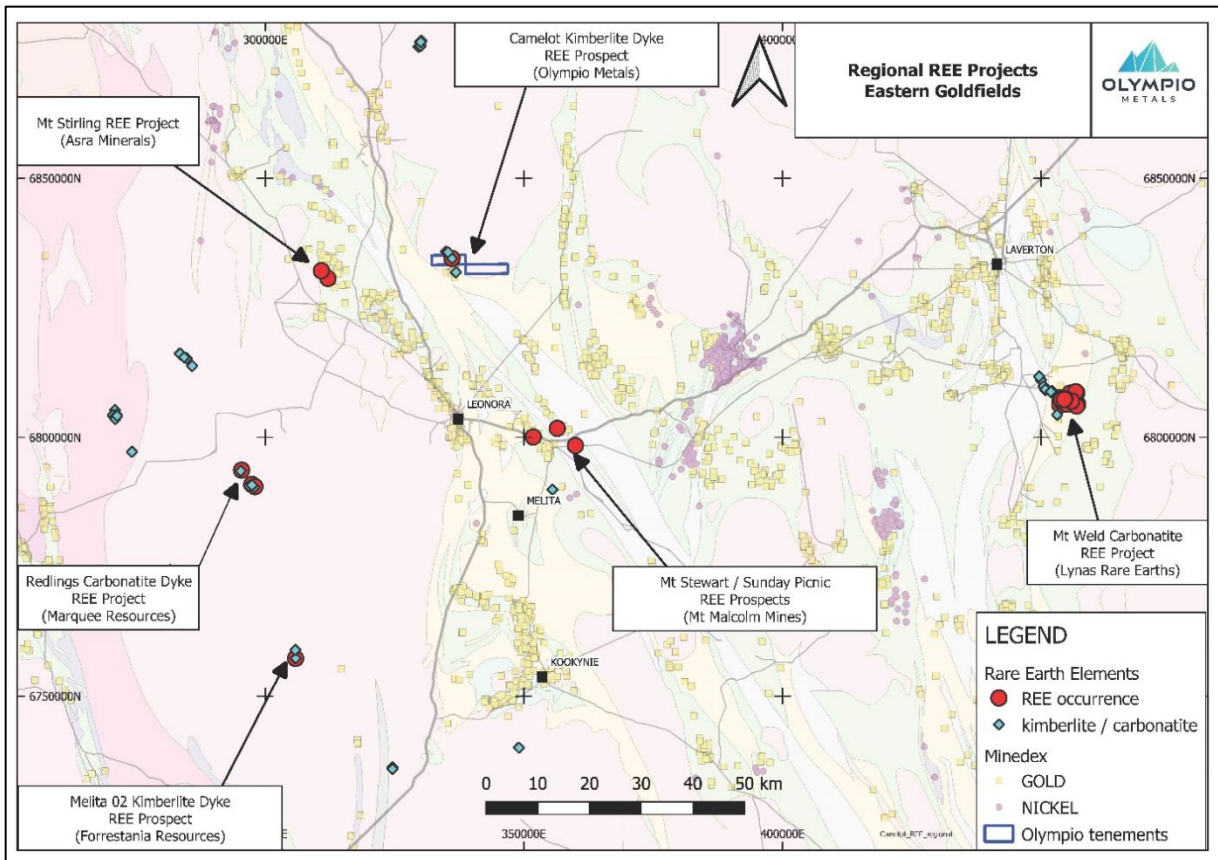 300000E
400000E
Camelot Kimberlite Dyke
REE Prospect
(Olympio Metals)
Regional REE Projects
Eastern Goldfields
OLYMPIO
METALS
Mt Stirling REE Project
(Asra Minerals)
6850000N
6850000N
LAVERTON
LEONORA
6800000N
6800000N
MELITA
Redlings Carbonatite Dyke
REE Project
(Marquee Resources)
Mt Stewart / Sunday Picnic
REE Prospects
(Mt Malcolm Mines)
Mt Weld Carbonatite
REE Project
(Lynas Rare Earths)
KOOKYNIE
6750000N
LEGEND
Rare Earth Elements
REE occurrence
kimberlite / carbonatite
Minedex
GOLD
NICKEL
Olympio tenements
0 10 20 30 40 50 km
Melita 02 Kimberlite Dyke
REE Prospect
(Forrestania Resources)
350000E
400000E
Camelot_REE_regional